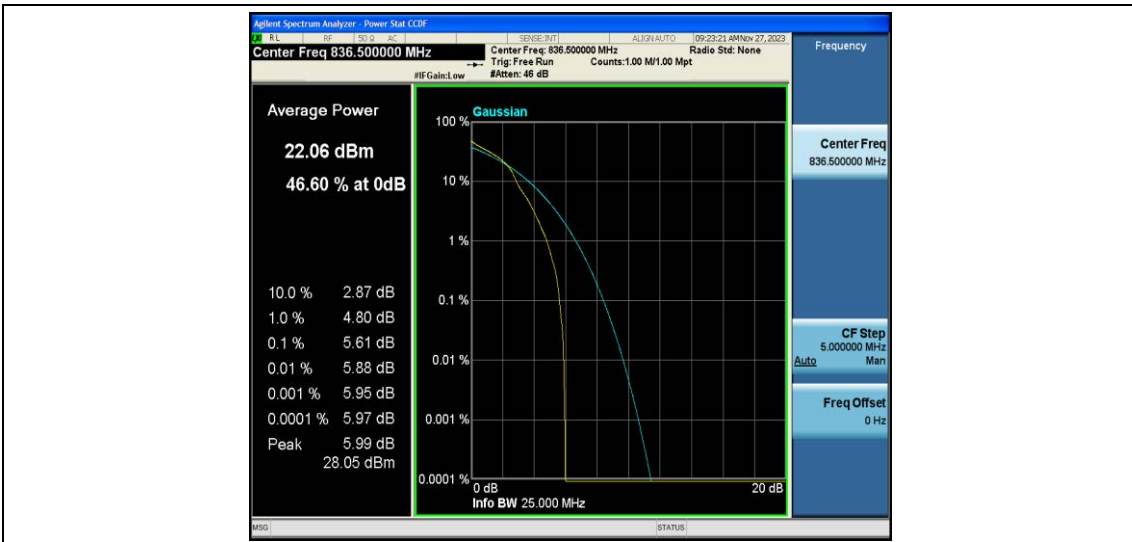 Agilent Spectrum Analyzer - Power Stat CCDF
LXI RL RF 50 Ω AC SENSE:INT ALIGN AUTO 09:23:21 AM Nov 27, 2023
Center Freq 836.500000 MHz
Center Freq: 836.500000 MHz Radio Std: None
Trig: Free Run Counts:1.00 M/1.00 Mpt
#IFGain:Low #Atten: 46 dB
Frequency
Average Power
22.06 dBm
46.60 % at 0dB
10.0 % 2.87 dB
1.0 % 4.80 dB
0.1 % 5.61 dB
0.01 % 5.88 dB
0.001 % 5.95 dB
0.0001 % 5.97 dB
Peak 5.99 dB
28.05 dBm
Gaussian
100 %
10 %
1 %
0.1 %
0.01 %
0.001 %
0.0001 %
0 dB 20 dB
Info BW 25.000 MHz
Center Freq
836.500000 MHz
CF Step
5.000000 MHz
Auto Man
Freq Offset
0 Hz
MSG STATUS